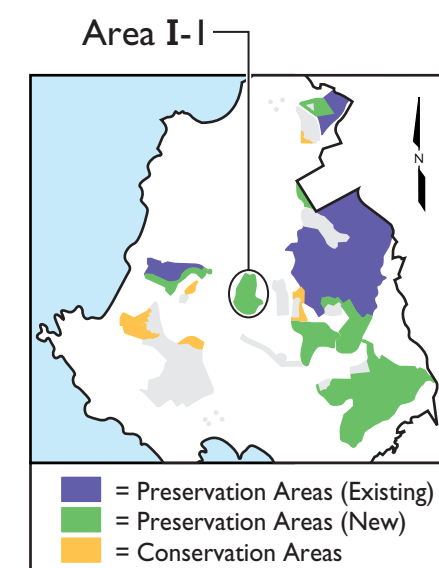 Area I-1
N
= Preservation Areas (Existing)
= Preservation Areas (New)
= Conservation Areas